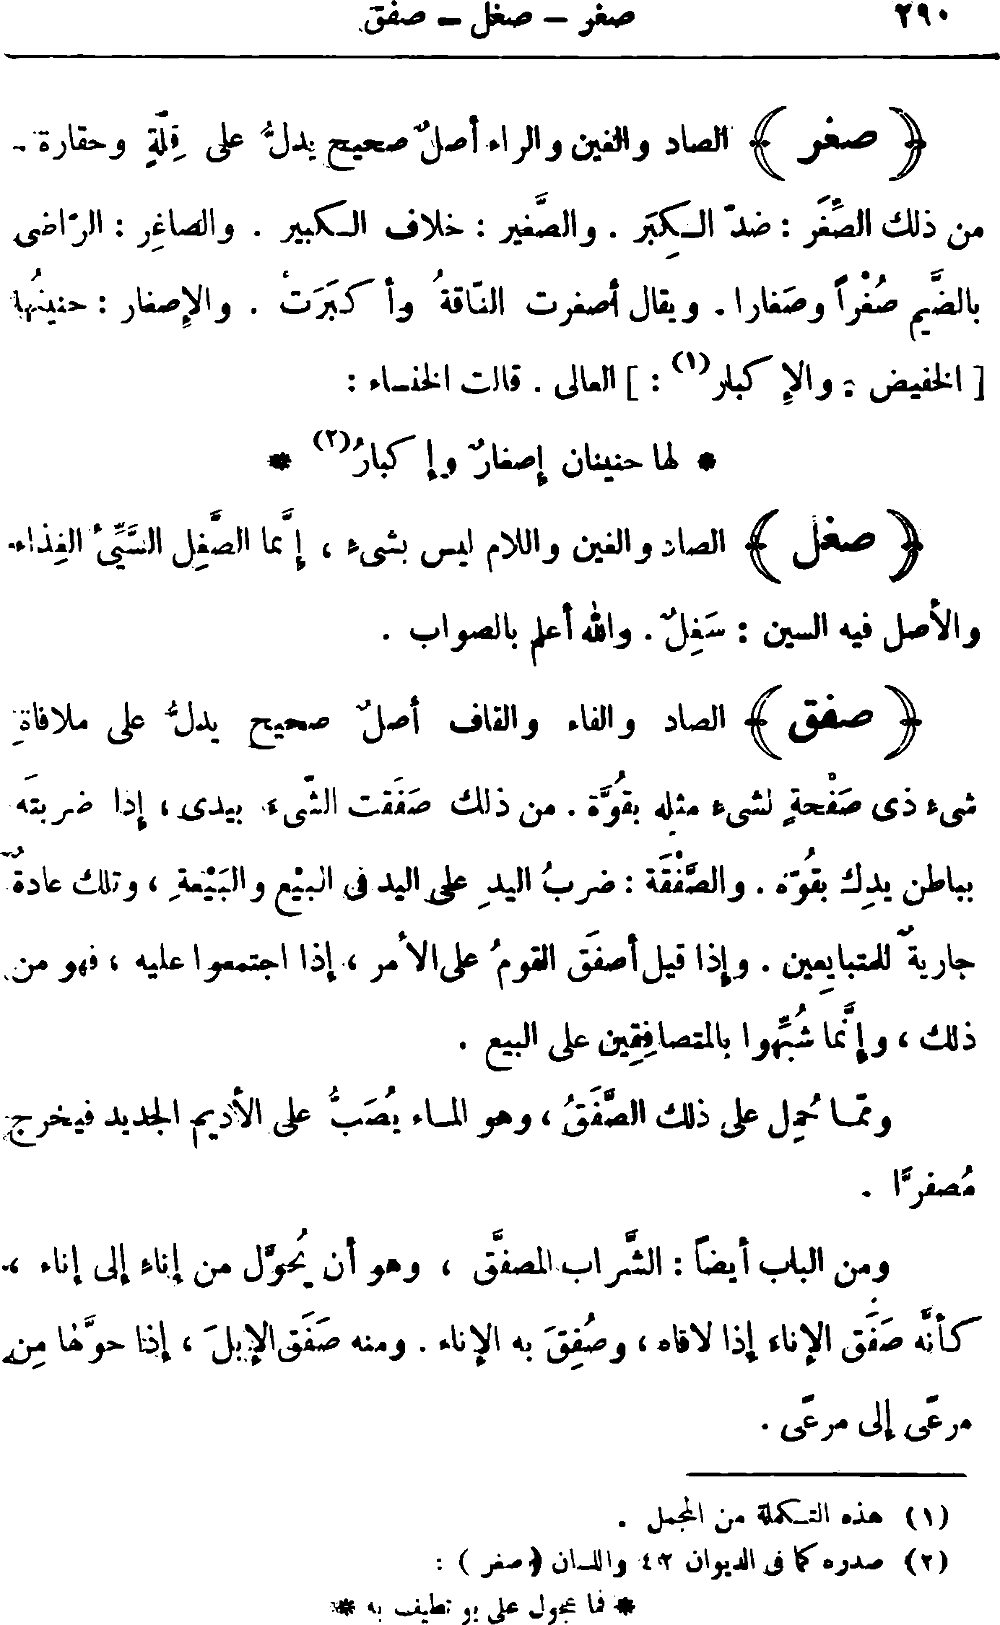 ٢٩٠ صغر — صغل — صفق
﴿ صغر ﴾ الصاد والغين والراء أصلٌ صحيح يدلُّ على قِلّةٍ وحقارة.
من ذلك الصِّغَر : ضدّ الكِبَر . والصَّغير : خلاف الكبير . والصاغِر : الرّاضى
بالضَّيم صُغْراً وصَغارا . ويقال أصغرت النّاقةُ وأكبَرَت . والإصغار : حنينُها
[ الخفيض ؛ والإكبار(١) : ] العالى . قالت الخنساء :
* لها حنينان إصغارٌ وإكبارُ(٢) *
﴿ صغل ﴾ الصاد والغين واللام ليس بشىء ، إنَّما الصَّغِل السَّيِّئُ الغِذاء.
والأصل فيه السين : سَغِلٌ . والله أعلم بالصواب .
﴿ صفق ﴾ الصاد والفاء والقاف أصلٌ صحيح يدلُّ على ملاقاةِ
شىء ذى صَفْحةٍ لشىء مثلِه بقُوَّة . من ذلك صَفَقت الشّىء بيدى ، إذا ضربتَه
بباطن يدِك بقُوّة . والصَّفْقَة : ضربُ اليدِ على اليد فى البيْع والبَيْعةِ ، وتلك عادةٌ
جاريةٌ للمتبايِعين . وإذا قيل أصفَق القومُ على الأمر ، إذا اجتمعوا عليه ، فهو من
ذلك ، وإنَّما شُبِّهوا بالمتصافِقِين على البيع .
وممّا حُمِل على ذلك الصَّفَقُ ، وهو الماء يُصَبُّ على الأديم الجديد فيخرج
مُصفرًّا .
ومن الباب أيضاً : الشَّراب المصفَّق ، وهو أن يُحوَّل من إناءٍ إلى إناء ،
كأنَّه صَفَق الإناءَ إذا لاقاه ، وصُفِقَ به الإناء . ومنه صَفَق الإبلَ ، إذا حوّلها مِن
مرعًى إلى مرعًى .
(١) هذه التكملة من المجمل .
(٢) صدره كما فى الديوان ٤٢ واللسان ( صغر ) :
* فما عجول على بو تطيف به *